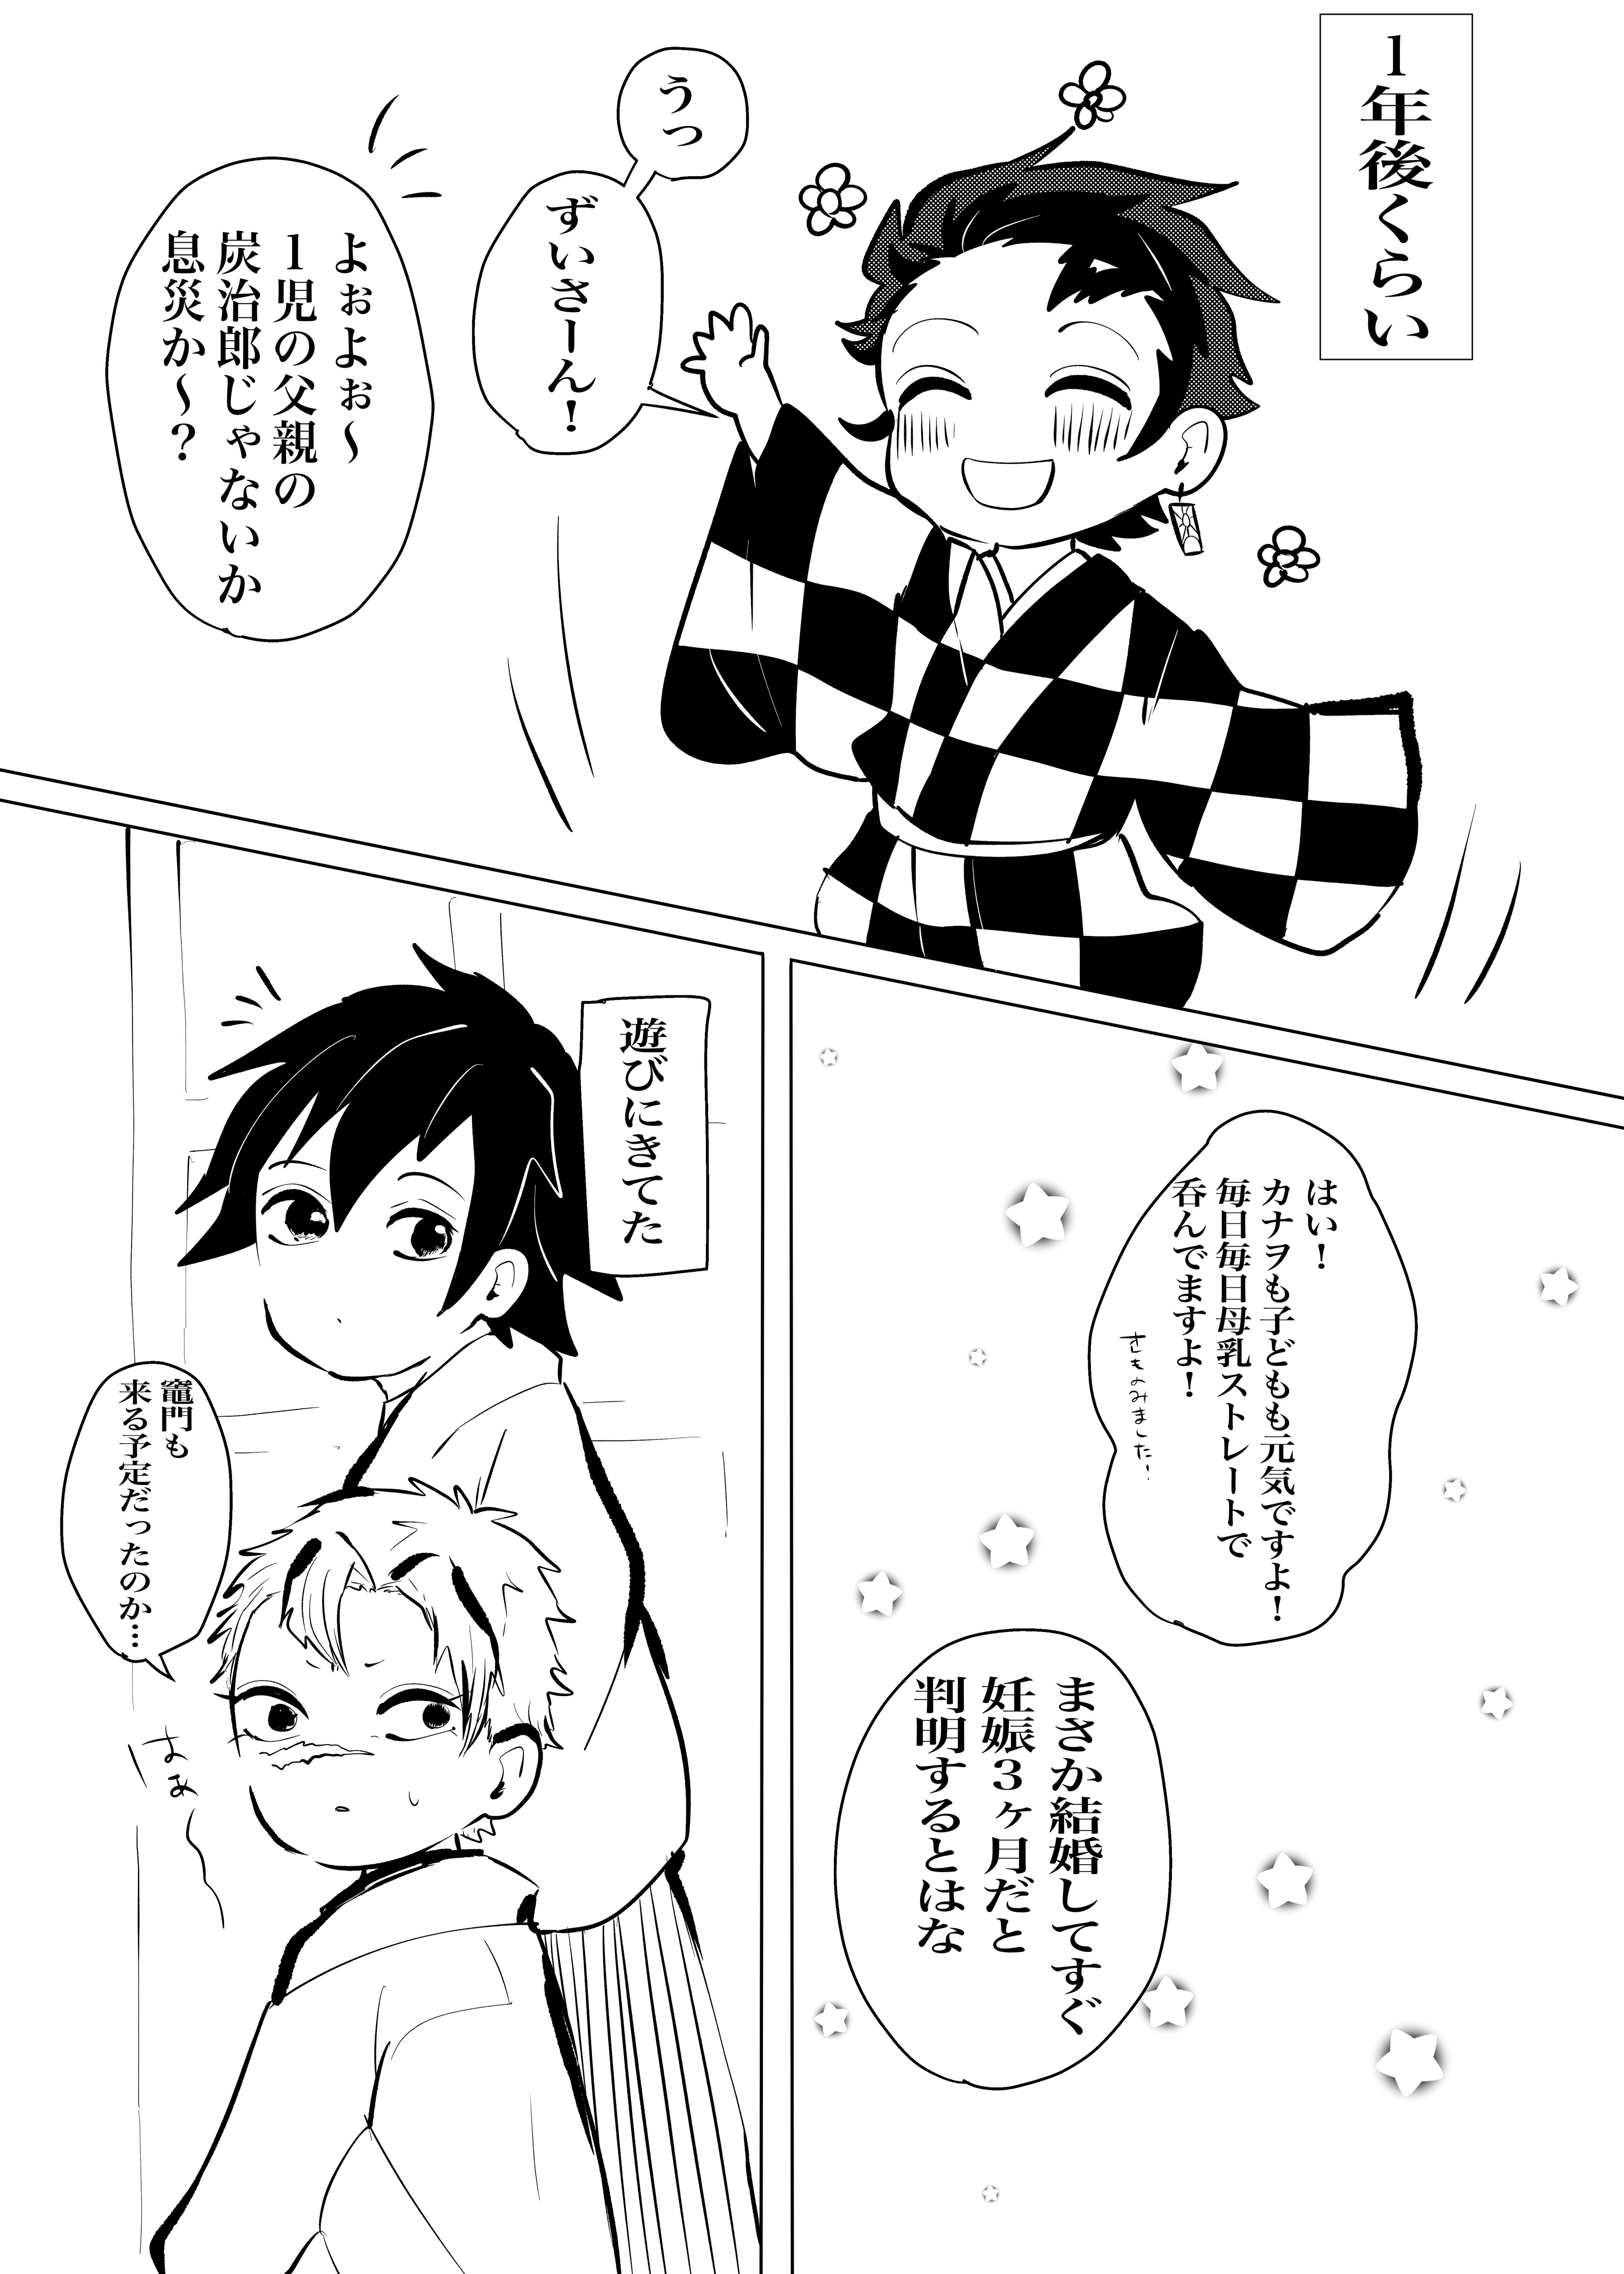 1年後くらい
うっ
ずいさーん！
よぉよぉ〜
1児の父親の
炭治郎じゃないか
息災か〜？
はい！
カナヲも子どもも元気ですよ！
毎日毎日母乳ストレートで
呑んでますよ！
さもよみました！
まさか結婚してすぐ
妊娠3ヶ月だと
判明するとはな
遊びにきてた
竈門も
来る予定だったのか…
はぁ